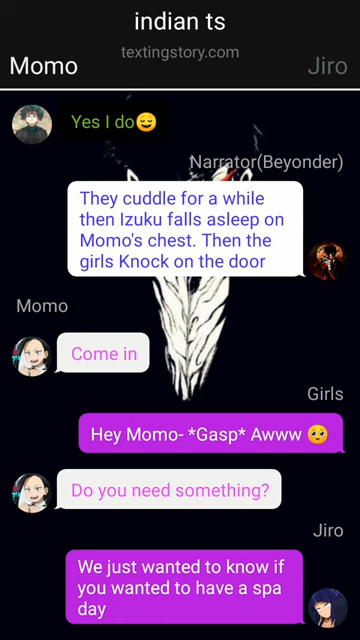 indian ts
textingstory.com
Momo
Jiro
Yes I do😌
Narrator(Beyonder)
They cuddle for a while
then Izuku falls asleep on
Momo's chest. Then the
girls Knock on the door
Momo
Come in
Girls
Hey Momo- *Gasp* Awww 🥺
Do you need something?
Jiro
We just wanted to know if
you wanted to have a spa
day